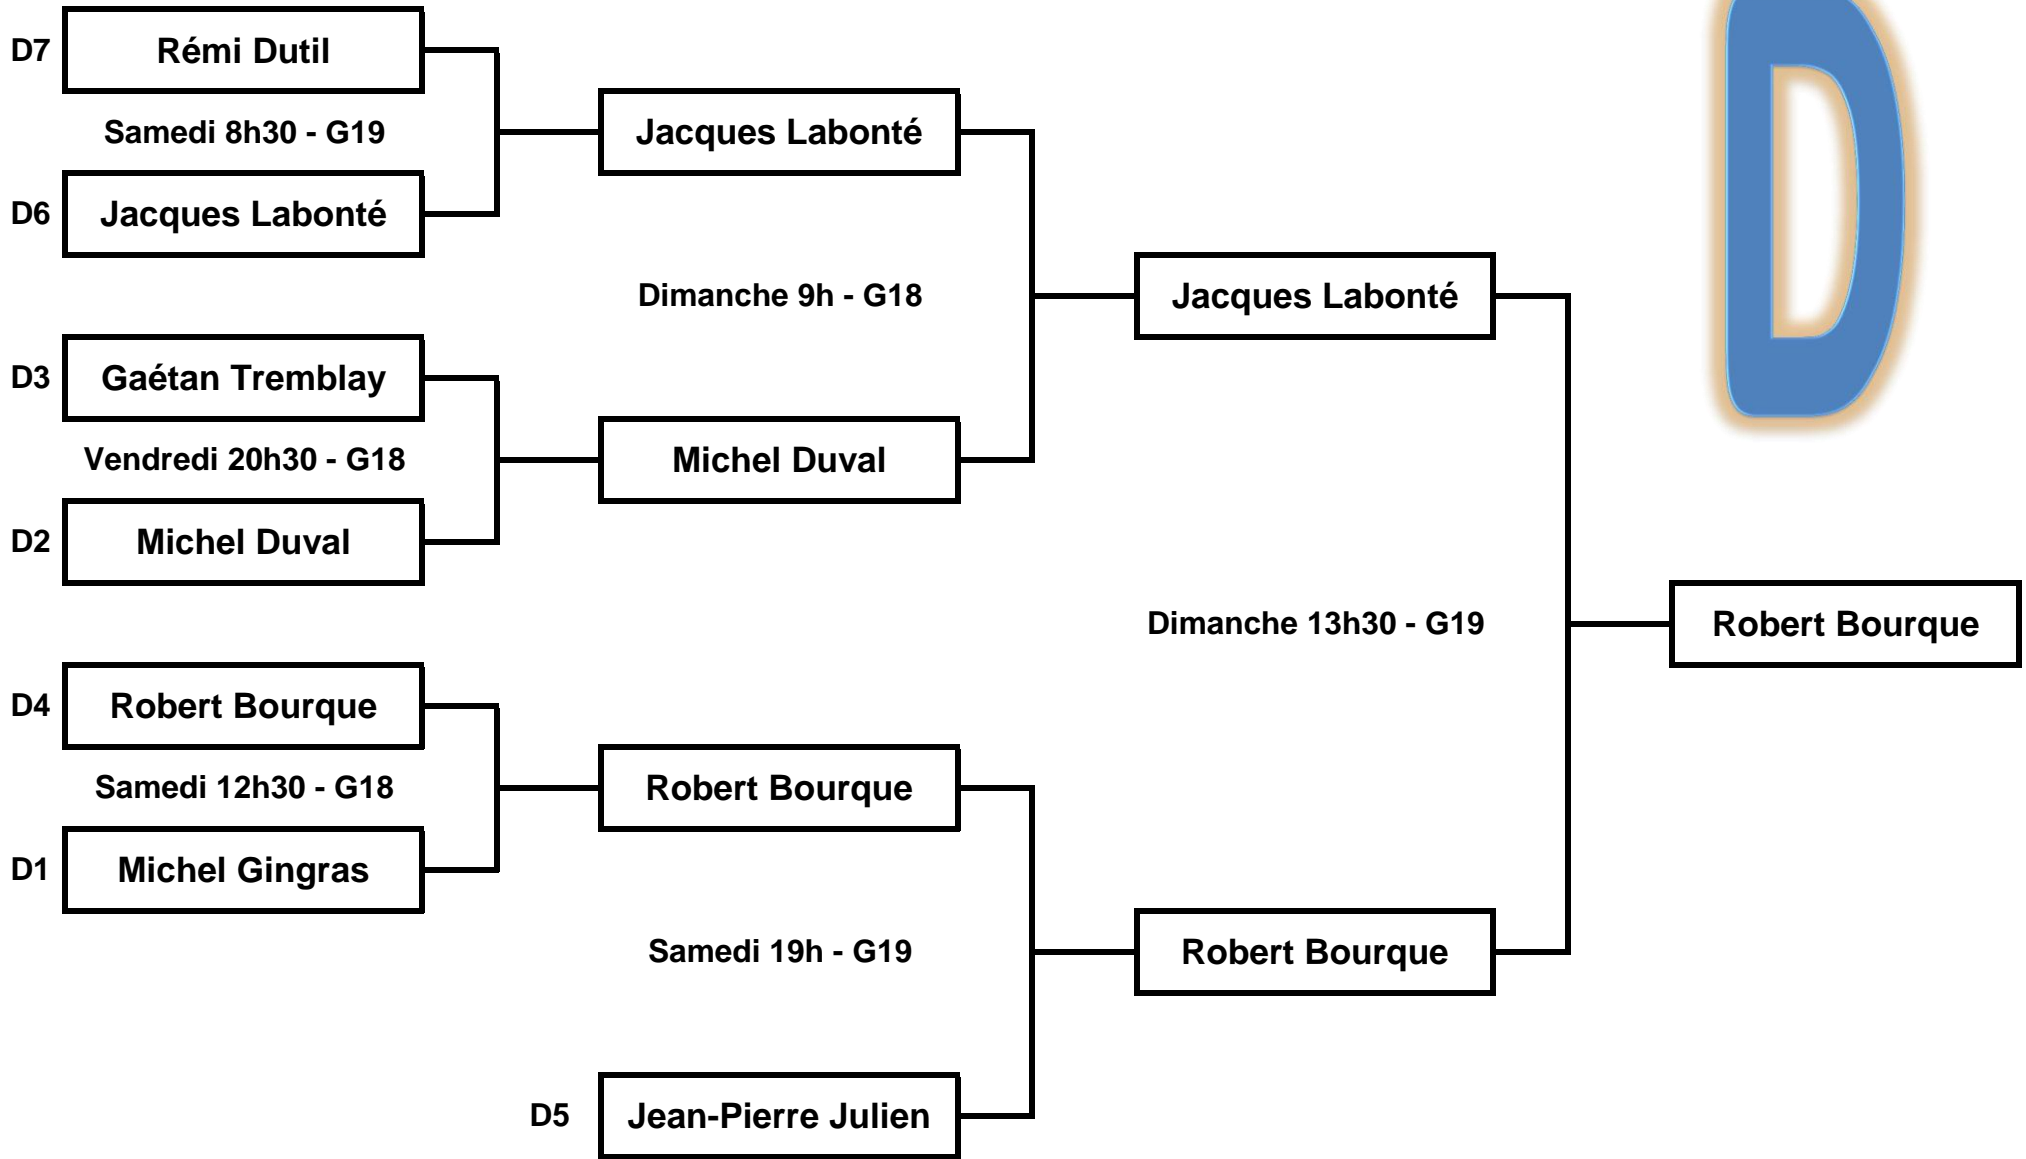 D
D7
Rémi Dutil
Samedi 8h30 - G19
Jacques Labonté
D6
Jacques Labonté
Dimanche 9h - G18
Jacques Labonté
D3
Gaétan Tremblay
Vendredi 20h30 - G18
Michel Duval
D2
Michel Duval
Dimanche 13h30 - G19
Robert Bourque
D4
Robert Bourque
Samedi 12h30 - G18
Robert Bourque
D1
Michel Gingras
Samedi 19h - G19
Robert Bourque
D5
Jean-Pierre Julien